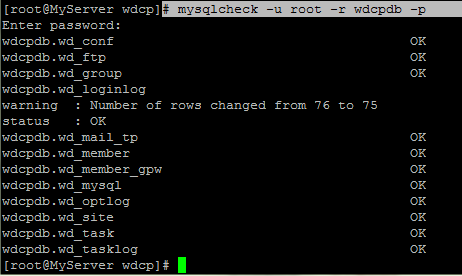 [root@MyServer wdcp]# mysqlcheck -u root -r wdcpdb -p
Enter password:
wdcpdb.wd_conf OK
wdcpdb.wd_ftp OK
wdcpdb.wd_group OK
wdcpdb.wd_loginlog
warning  : Number of rows changed from 76 to 75
status   : OK
wdcpdb.wd_mail_tp OK
wdcpdb.wd_member OK
wdcpdb.wd_member_gpw OK
wdcpdb.wd_mysql OK
wdcpdb.wd_optlog OK
wdcpdb.wd_site OK
wdcpdb.wd_task OK
wdcpdb.wd_tasklog OK
[root@MyServer wdcp]#